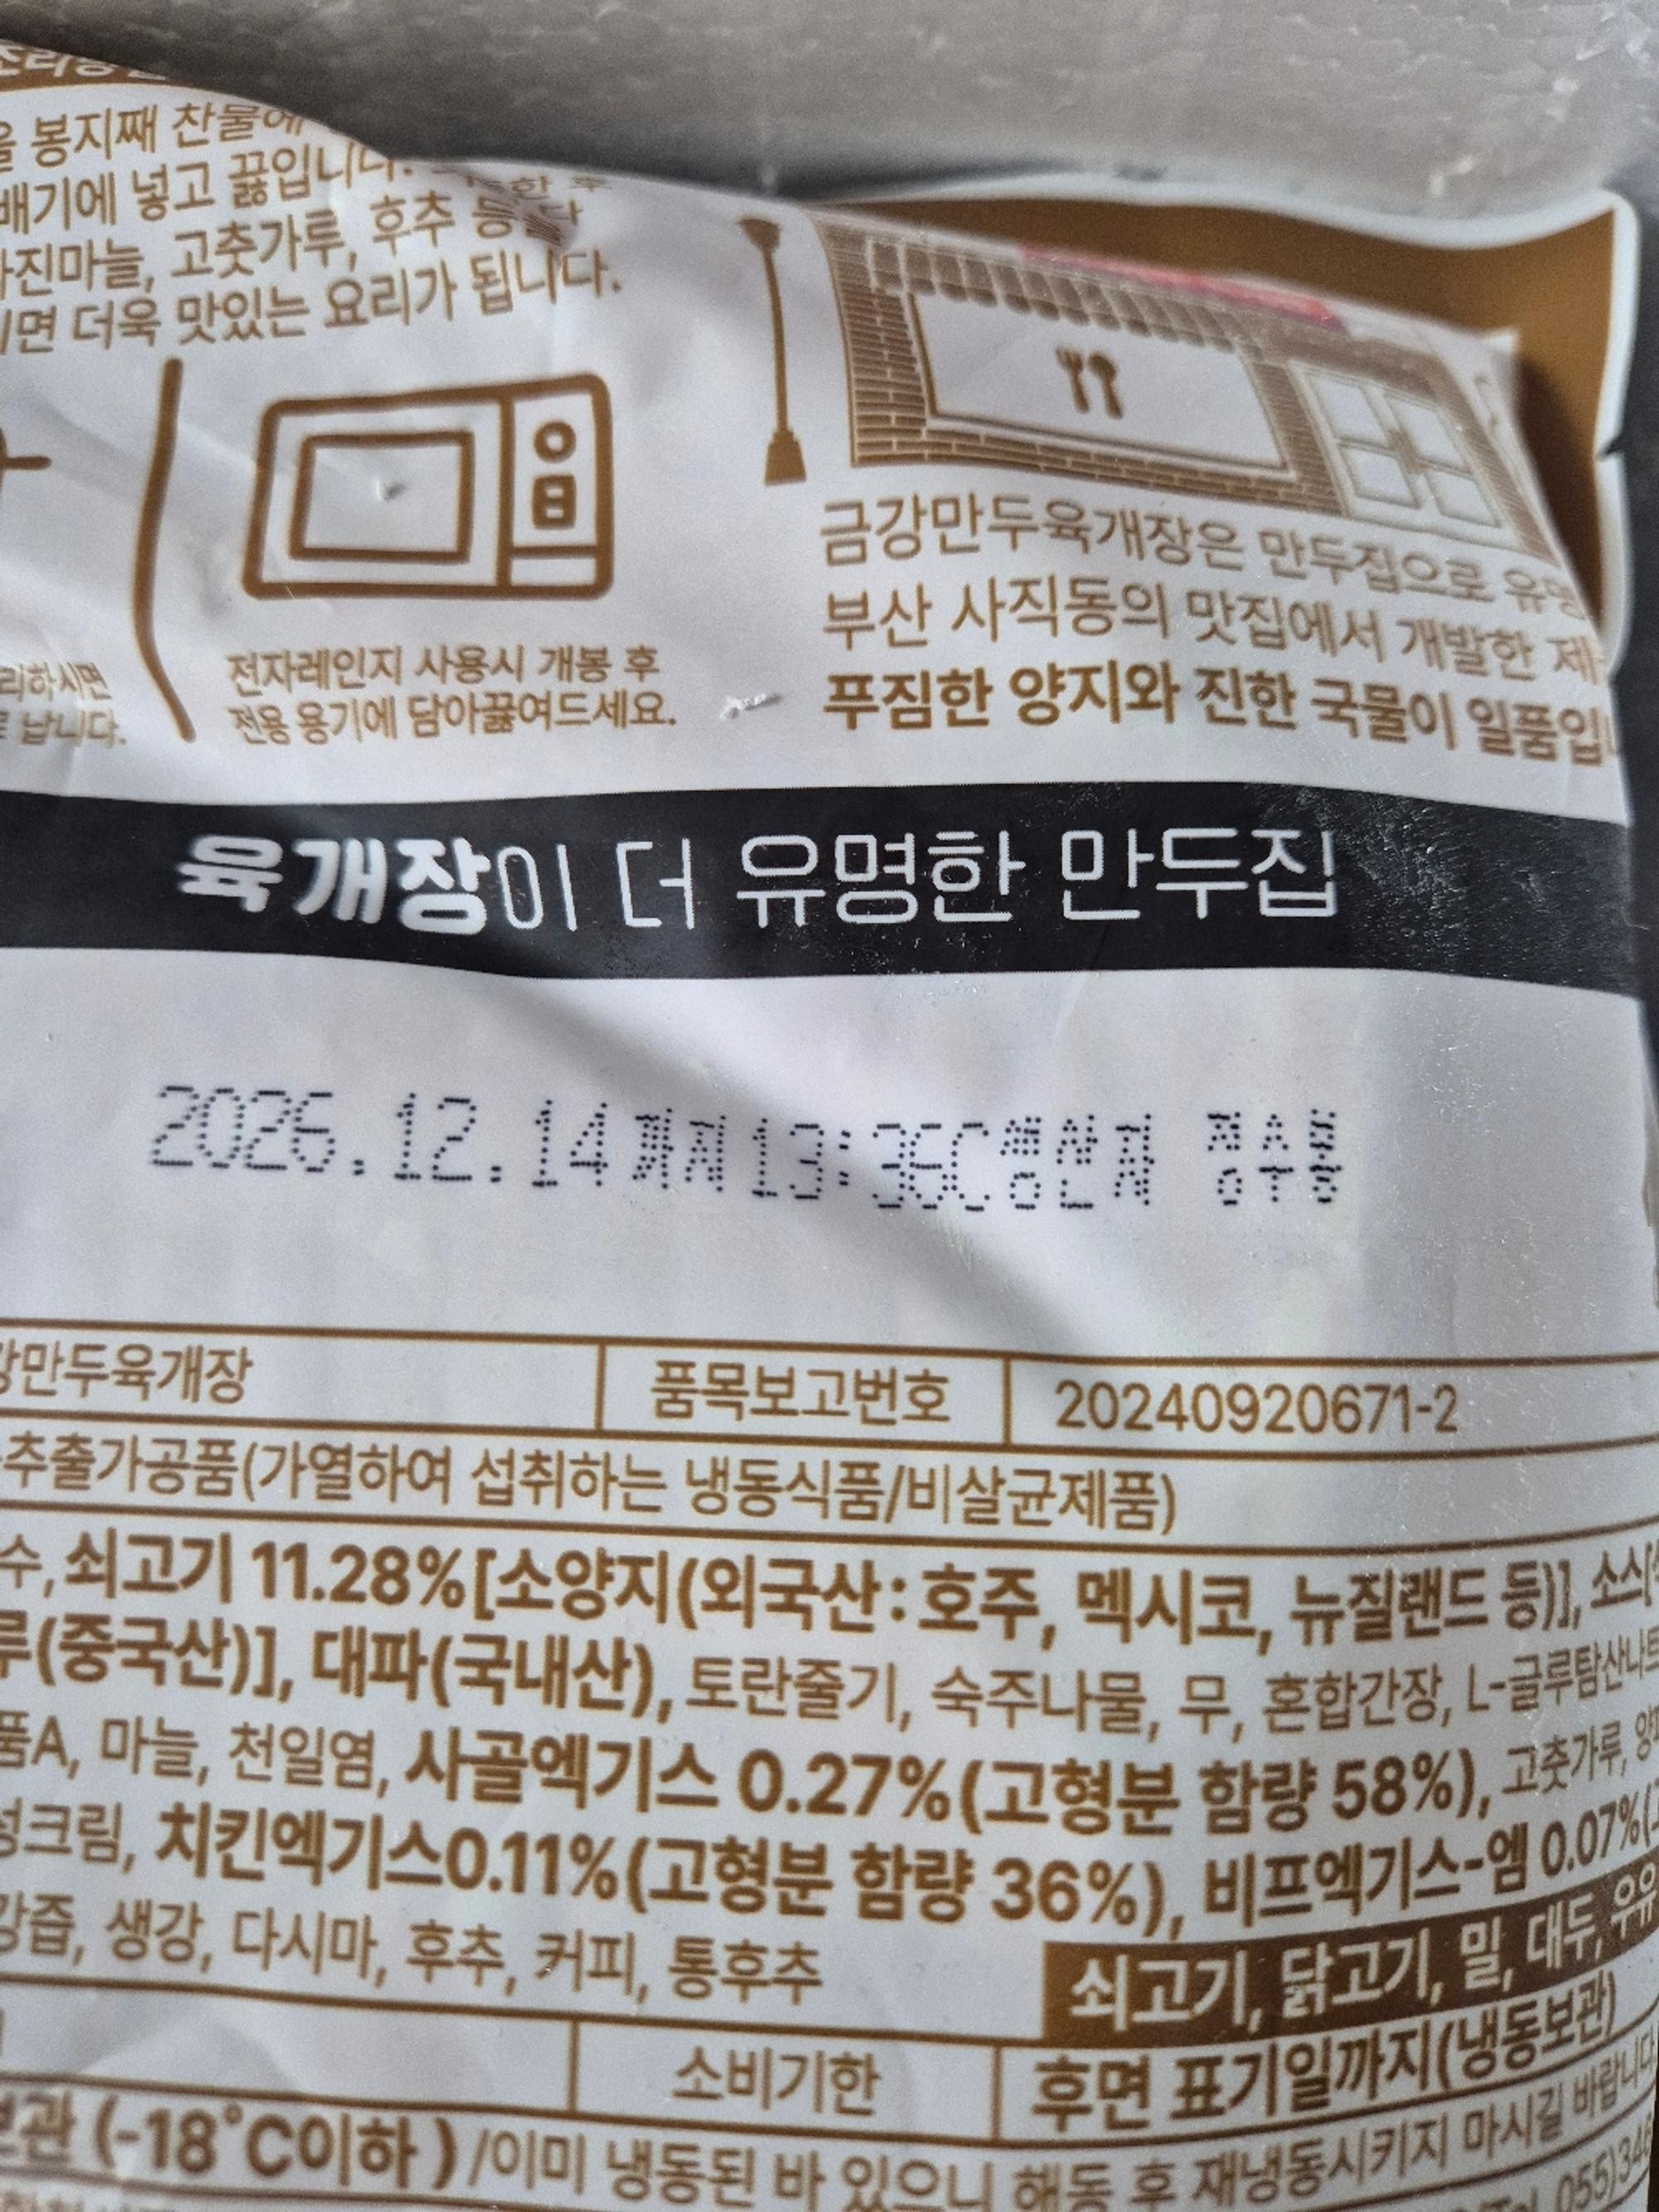 봉지째 찬물에
넣고 끓입니다.
고춧가루, 후추 등을
면 더욱 맛있는 요리가 됩니다.
리하시면
납니다.
전자레인지 사용시 개봉 후
전용 용기에 담아끓여드세요.
금강만두육개장은 만두집으로 유명
부산 사직동의 맛집에서 개발한 제
푸짐한 양지와 진한 국물이 일품입니
육개장이 더 유명한 만두집
2026.12.14까지13:36C생산자 정수봉
강만두육개장 품목보고번호 20240920671-2
추출가공품(가열하여 섭취하는 냉동식품/비살균제품)
수, 쇠고기 11.28%[소양지(외국산:호주, 멕시코, 뉴질랜드 등)], 소스[
루(중국산)], 대파(국내산), 토란줄기, 숙주나물, 무, 혼합간장, L-글루탐산나트
품A, 마늘, 천일염, 사골엑기스 0.27%(고형분 함량 58%), 고춧가루, 양파
성크림, 치킨엑기스0.11%(고형분 함량 36%), 비프엑기스-엠 0.07%(
강즙, 생강, 다시마, 후추, 커피, 통후추
쇠고기, 닭고기, 밀, 대두, 우유
소비기한 후면 표기일까지(냉동보관)
보관 (-18°C이하 ) /이미 냉동된 바 있으니 해동 후 재냉동시키지 마시길 바랍니다
055)346